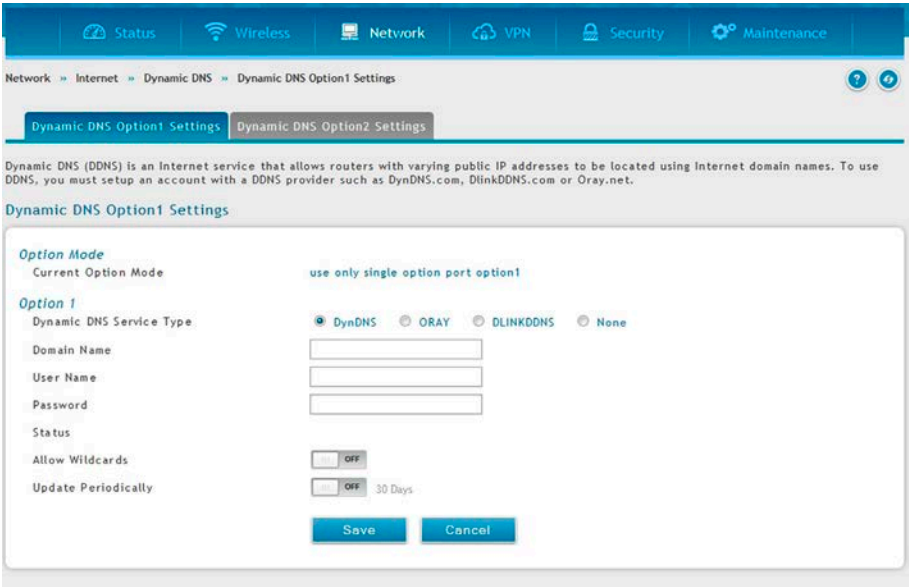 Status Wireless Network VPN Security Maintenance
Network » Internet » Dynamic DNS » Dynamic DNS Option1 Settings ?
Dynamic DNS Option1 Settings Dynamic DNS Option2 Settings
Dynamic DNS (DDNS) is an Internet service that allows routers with varying public IP addresses to be located using Internet domain names. To use
DDNS, you must setup an account with a DDNS provider such as DynDNS.com, DlinkDDNS.com or Oray.net.
Dynamic DNS Option1 Settings
Option Mode
Current Option Mode use only single option port option1
Option 1
Dynamic DNS Service Type DynDNS ORAY DLINKDDNS None
Domain Name
User Name
Password
Status
Allow Wildcards OFF
Update Periodically OFF 30 Days
Save Cancel